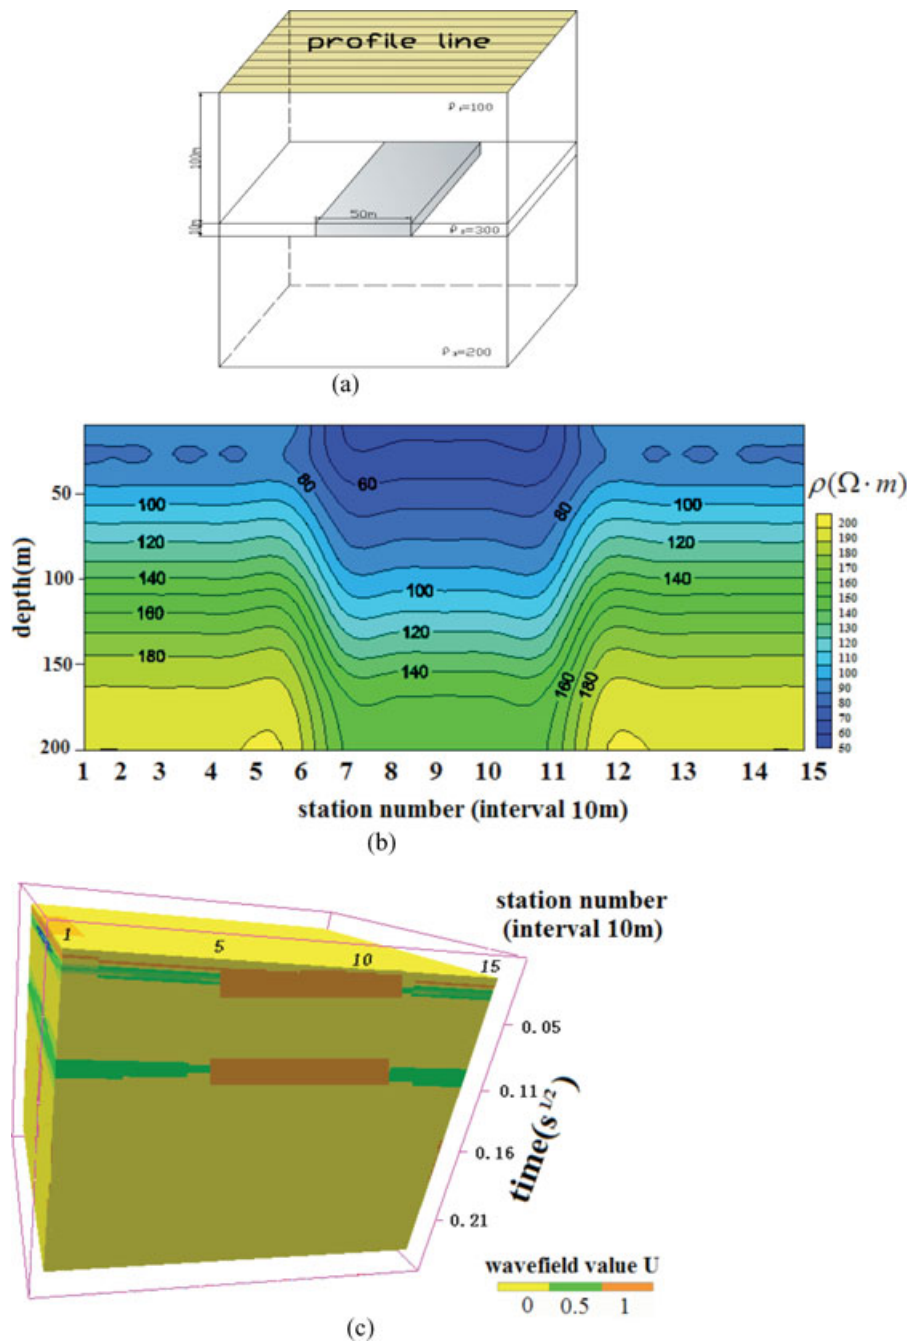 profile line
ρ₁=100
100m
50m
10m
ρ₂=300
ρ₃=200
(a)
80 60 80
50 100 100 ρ(Ω · m)
120 120
100 140 100 140
160 120
150 180 140 160 180
200
depth(m)
200
190
180
170
160
150
140
130
120
110
100
90
80
70
60
50
1 2 3 4 5 6 7 8 9 10 11 12 13 14 15
station number (interval 10m)
(b)
station number
(interval 10m)
1 5 10 15
0.05
0.11
0.16
0.21
time(s^1/2)
wavefield value U
0 0.5 1
(c)